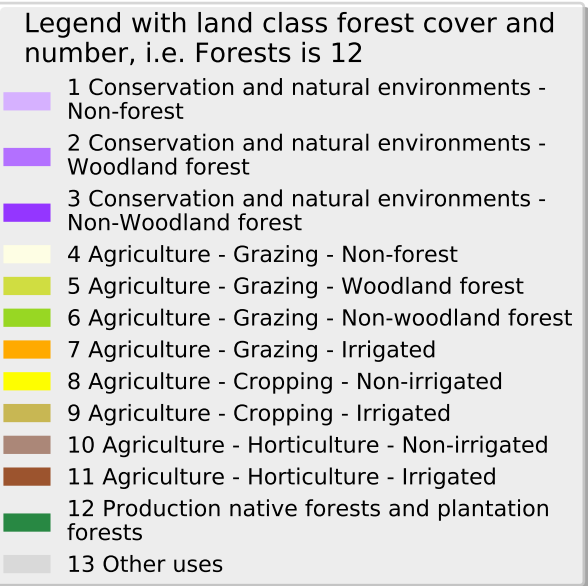 Legend with land class forest cover and
number, i.e. Forests is 12
1 Conservation and natural environments -
Non-forest
2 Conservation and natural environments -
Woodland forest
3 Conservation and natural environments -
Non-Woodland forest
4 Agriculture - Grazing - Non-forest
5 Agriculture - Grazing - Woodland forest
6 Agriculture - Grazing - Non-woodland forest
7 Agriculture - Grazing - Irrigated
8 Agriculture - Cropping - Non-irrigated
9 Agriculture - Cropping - Irrigated
10 Agriculture - Horticulture - Non-irrigated
11 Agriculture - Horticulture - Irrigated
12 Production native forests and plantation
forests
13 Other uses